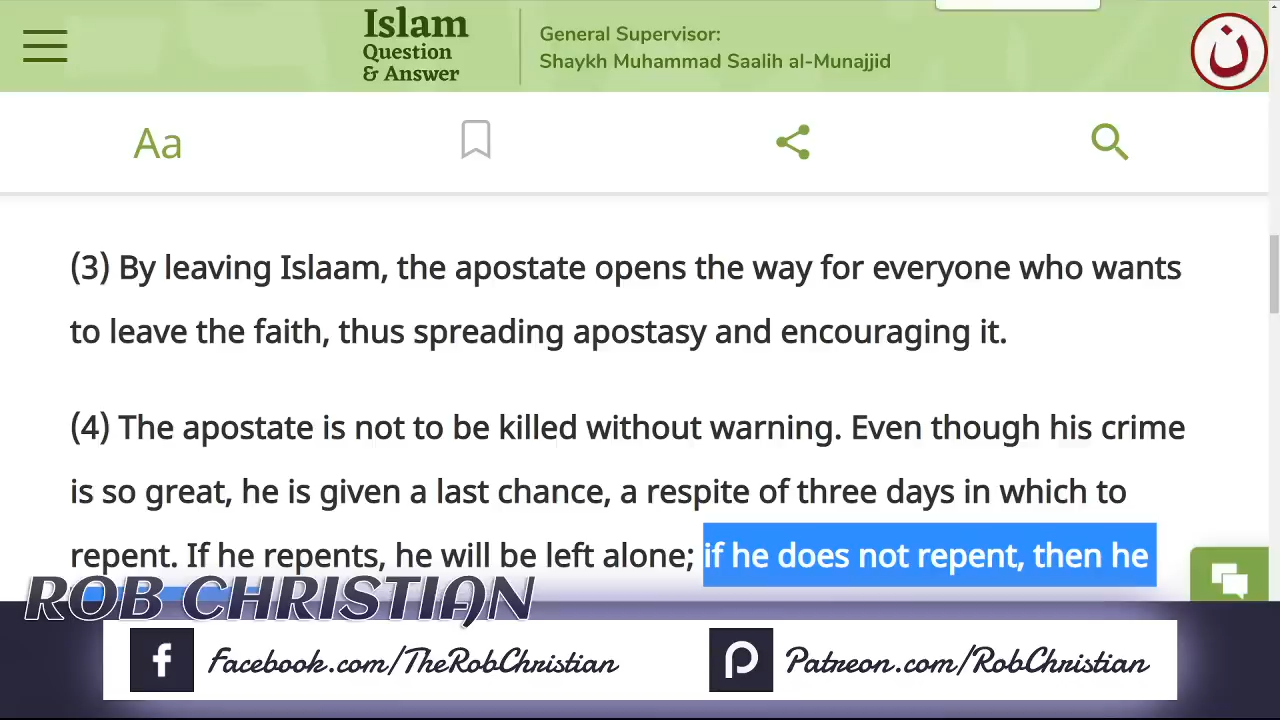 Islam
Question
& Answer
General Supervisor:
Shaykh Muhammad Saalih al-Munajjid
ن
Aa
(3) By leaving Islaam, the apostate opens the way for everyone who wants
to leave the faith, thus spreading apostasy and encouraging it.
(4) The apostate is not to be killed without warning. Even though his crime
is so great, he is given a last chance, a respite of three days in which to
repent. If he repents, he will be left alone; if he does not repent, then he
ROB CHRISTIAN
Facebook.com/TheRobChristian
Patreon.com/RobChristian